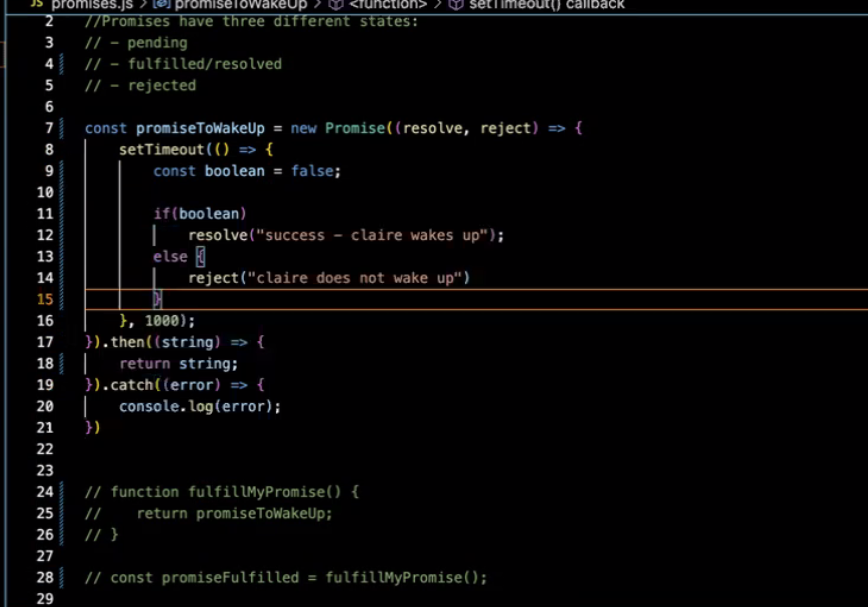 JS promises.js > promiseToWakeUp > <function> > setTimeout() callback
2 //Promises have three different states:
3 // - pending
4 // - fulfilled/resolved
5 // - rejected
6
7 const promiseToWakeUp = new Promise((resolve, reject) => {
8 setTimeout(() => {
9 const boolean = false;
10
11 if(boolean)
12 resolve("success - claire wakes up");
13 else {
14 reject("claire does not wake up")
15 }
16 }, 1000);
17 }).then((string) => {
18 return string;
19 }).catch((error) => {
20 console.log(error);
21 })
22
23
24 // function fulfillMyPromise() {
25 // return promiseToWakeUp;
26 // }
27
28 // const promiseFulfilled = fulfillMyPromise();
29